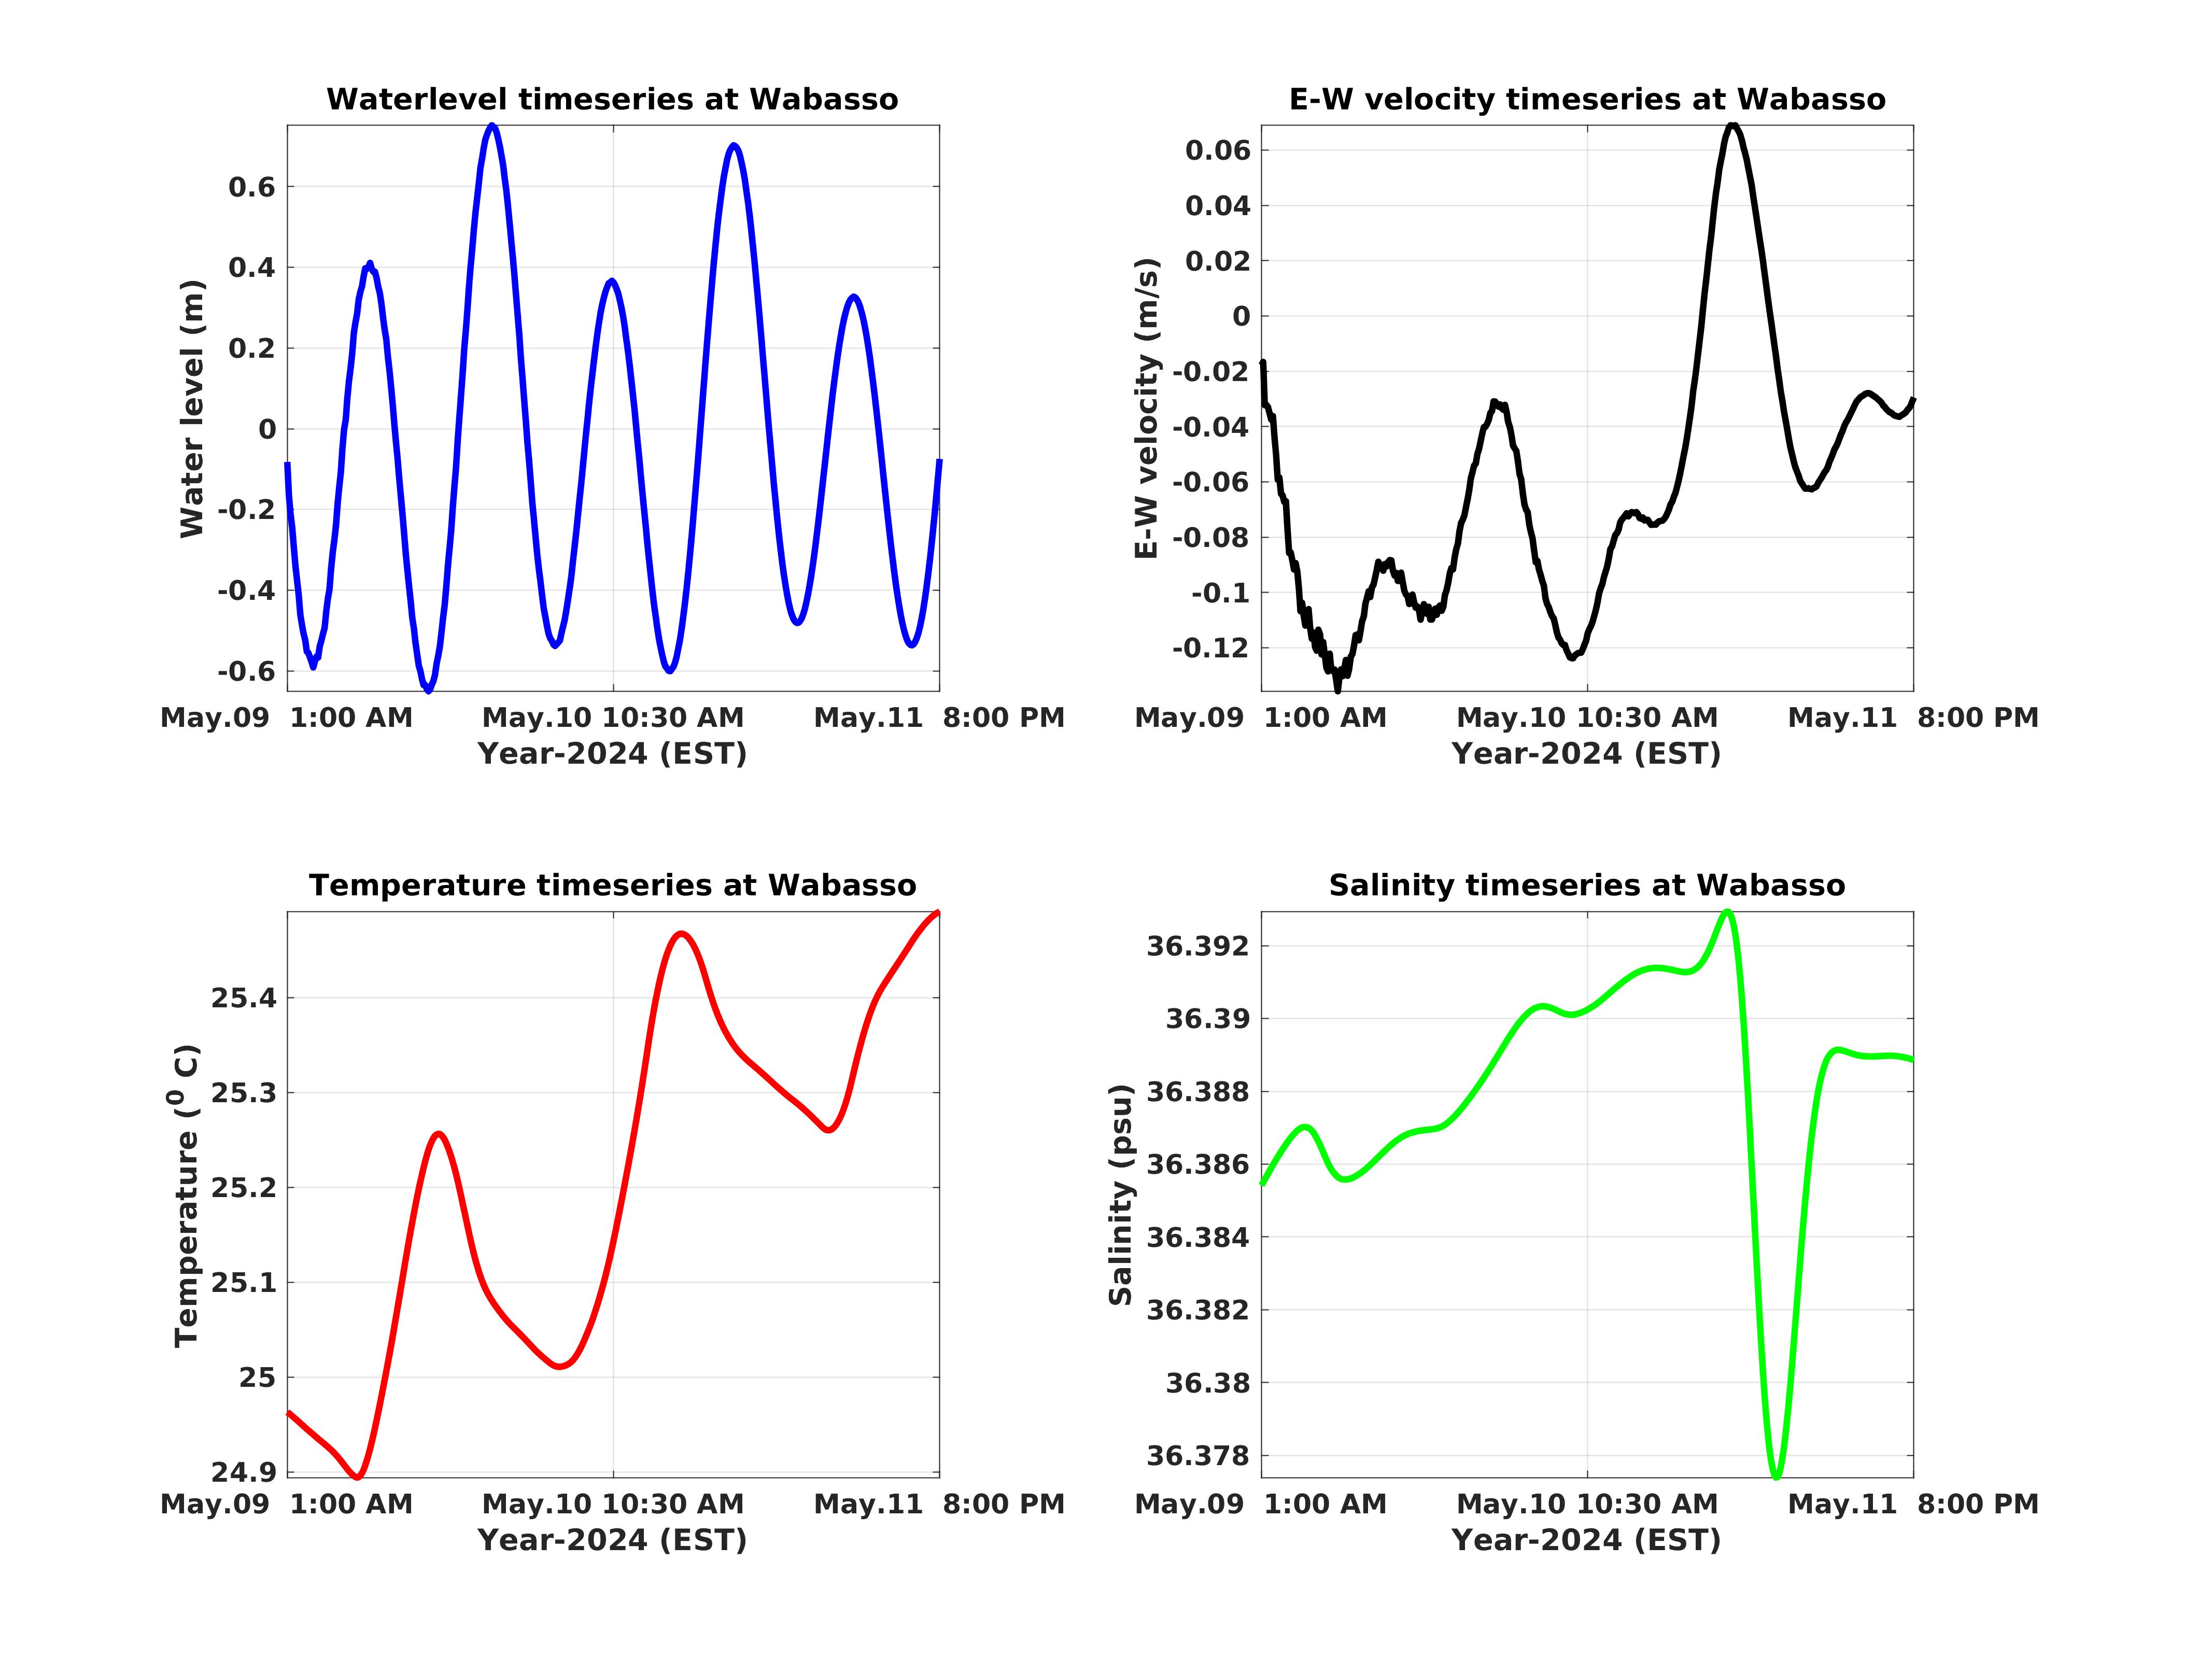 Waterlevel timeseries at Wabasso
0.6
0.4
0.2
0
-0.2
-0.4
-0.6
Water level (m)
May.09 1:00 AM May.10 10:30 AM May.11 8:00 PM
Year-2024 (EST)
E-W velocity timeseries at Wabasso
0.06
0.04
0.02
0
-0.02
-0.04
-0.06
-0.08
-0.1
-0.12
E-W velocity (m/s)
May.09 1:00 AM May.10 10:30 AM May.11 8:00 PM
Year-2024 (EST)
Temperature timeseries at Wabasso
25.4
25.3
25.2
25.1
25
24.9
Temperature (⁰ C)
May.09 1:00 AM May.10 10:30 AM May.11 8:00 PM
Year-2024 (EST)
Salinity timeseries at Wabasso
36.392
36.39
36.388
36.386
36.384
36.382
36.38
36.378
Salinity (psu)
May.09 1:00 AM May.10 10:30 AM May.11 8:00 PM
Year-2024 (EST)